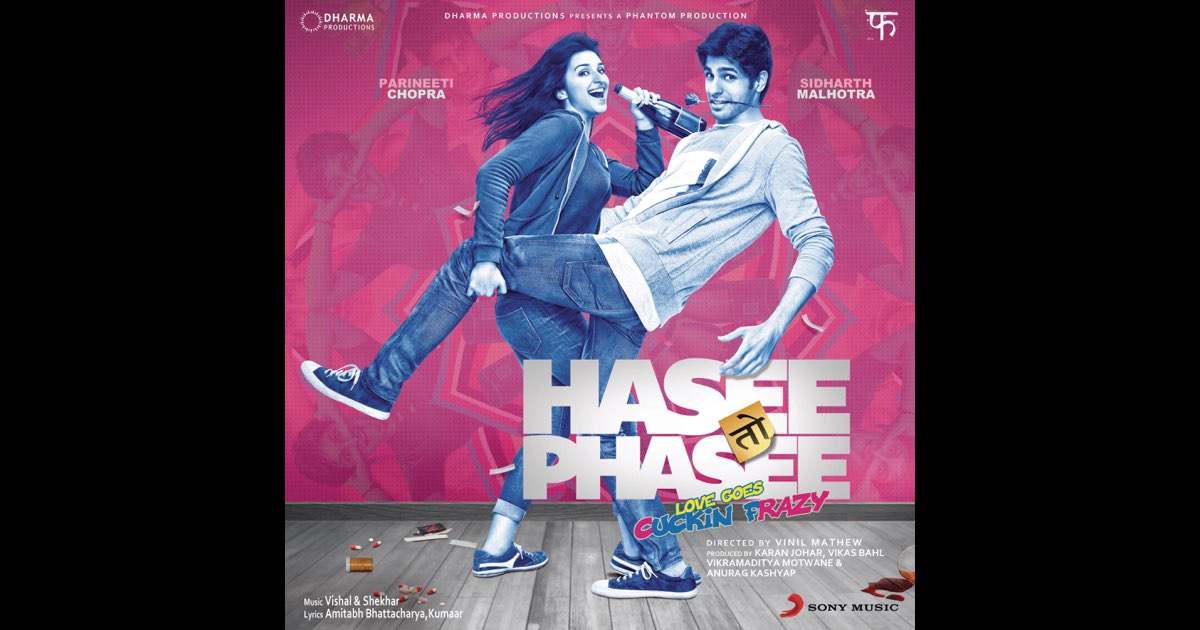 DHARMA
PRODUCTIONS
DHARMA PRODUCTIONS PRESENTS A PHANTOM PRODUCTION
फ
PARINEETI
CHOPRA
SIDHARTH
MALHOTRA
HASEE
तो
PHASEE
LOVE GOES
CUCKIN FRAZY
DIRECTED BY VINIL MATHEW
PRODUCED BY KARAN JOHAR, VIKAS BAHL
VIKRAMADITYA MOTWANE &
ANURAG KASHYAP
Music Vishal & Shekhar
Lyrics Amitabh Bhattacharya,Kumaar
SONY MUSIC